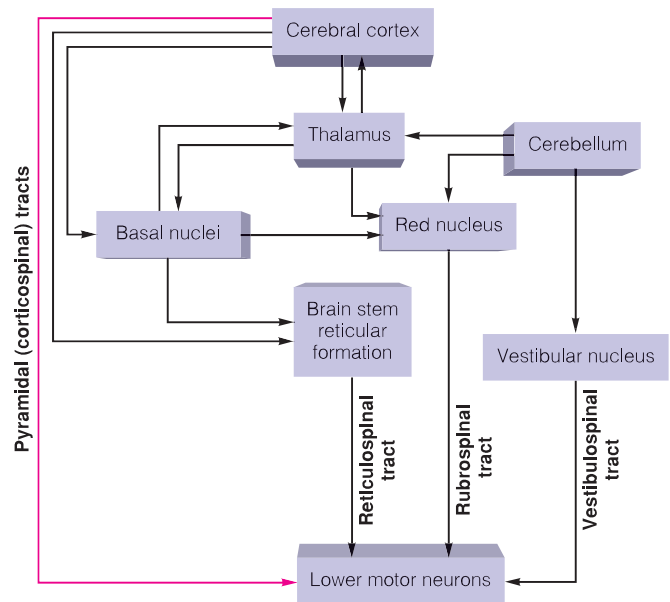 Cerebral cortex
Thalamus
Cerebellum
Basal nuclei
Red nucleus
Brain stem
reticular
formation
Vestibular nucleus
Pyramidal (corticospinal) tracts
Reticulospinal
tract
Rubrospinal
tract
Vestibulospinal
tract
Lower motor neurons